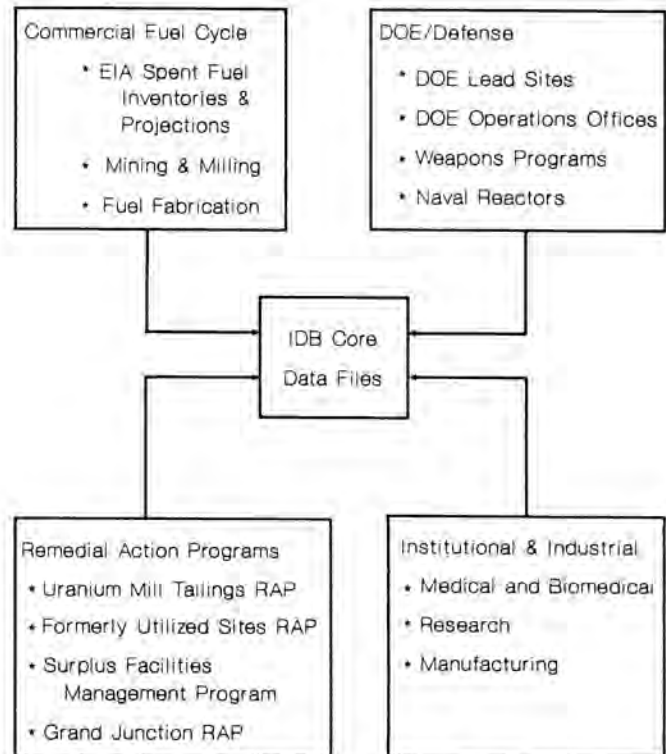 Commercial Fuel Cycle
* EIA Spent Fuel
Inventories &
Projections
* Mining & Milling
* Fuel Fabrication
DOE/Defense
* DOE Lead Sites
* DOE Operations Offices
* Weapons Programs
* Naval Reactors
IDB Core
Data Files
Remedial Action Programs
* Uranium Mill Tailings RAP
* Formerly Utilized Sites RAP
* Surplus Facilities
Management Program
* Grand Junction RAP
Institutional & Industrial
* Medical and Biomedical
* Research
* Manufacturing